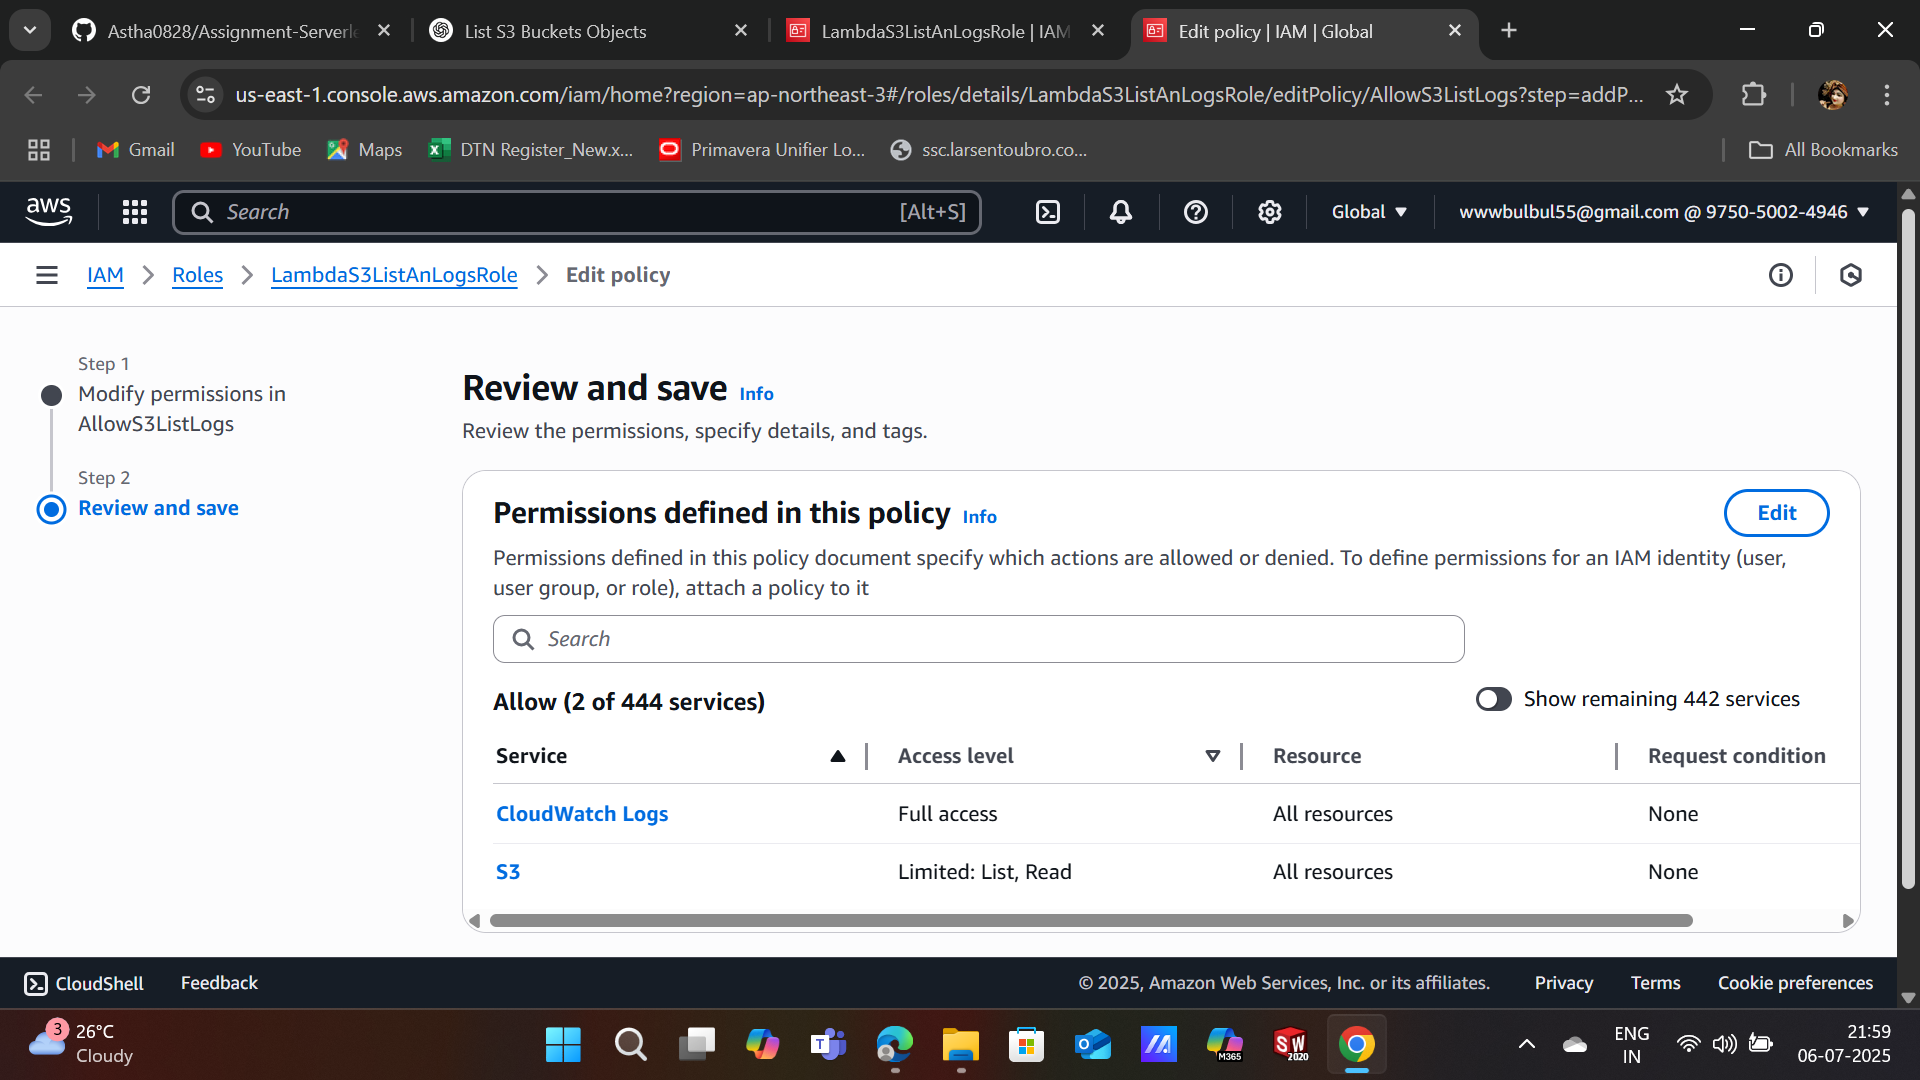 Astha0828/Assignment-Serverle
List S3 Buckets Objects
LambdaS3ListAnLogsRole | IAM
Edit policy | IAM | Global
us-east-1.console.aws.amazon.com/iam/home?region=ap-northeast-3#/roles/details/LambdaS3ListAnLogsRole/editPolicy/AllowS3ListLogs?step=addP...
Gmail
YouTube
Maps
DTN Register_New.x...
Primavera Unifier Lo...
ssc.larsentoubro.co...
All Bookmarks
aws
Search
[Alt+S]
Global
wwwbulbul55@gmail.com @ 9750-5002-4946
IAM
Roles
LambdaS3ListAnLogsRole
Edit policy
Step 1
Modify permissions in
AllowS3ListLogs
Step 2
Review and save
Review and save Info
Review the permissions, specify details, and tags.
Permissions defined in this policy Info
Edit
Permissions defined in this policy document specify which actions are allowed or denied. To define permissions for an IAM identity (user,
user group, or role), attach a policy to it
Search
Allow (2 of 444 services)
Show remaining 442 services
Service
Access level
Resource
Request condition
CloudWatch Logs
Full access
All resources
None
S3
Limited: List, Read
All resources
None
CloudShell
Feedback
© 2025, Amazon Web Services, Inc. or its affiliates.
Privacy
Terms
Cookie preferences
3
26°C
Cloudy
M365
SW
2020
ENG
IN
21:59
06-07-2025